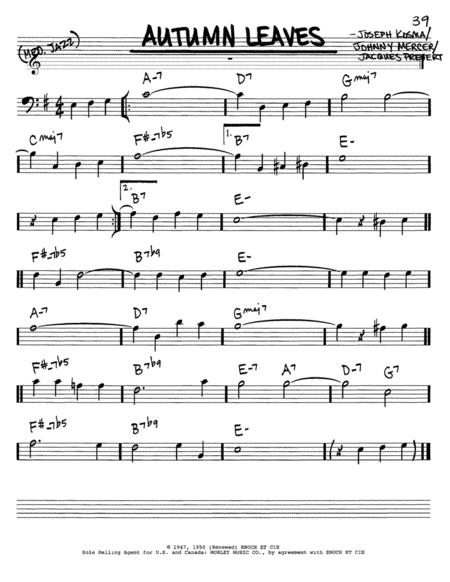 39
(MED. JAZZ)
AUTUMN LEAVES
- JOSEPH KOSMA/
JOHNNY MERCER/
JACQUES PREVERT
A-7 D7 Gmaj7
Cmaj7 F#-7b5 1. B7 E-
2. B7 E-
F#-7b5 B7b9 E-
A-7 D7 Gmaj7
F#-7b5 B7b9 E-7 A7 D-7 G7
F#-7b5 B7b9 E-
© 1947, 1950 (Renewed) ENOCH ET CIE
Sole Selling Agent for U.S. and Canada: MORLEY MUSIC CO., by agreement with ENOCH ET CIE